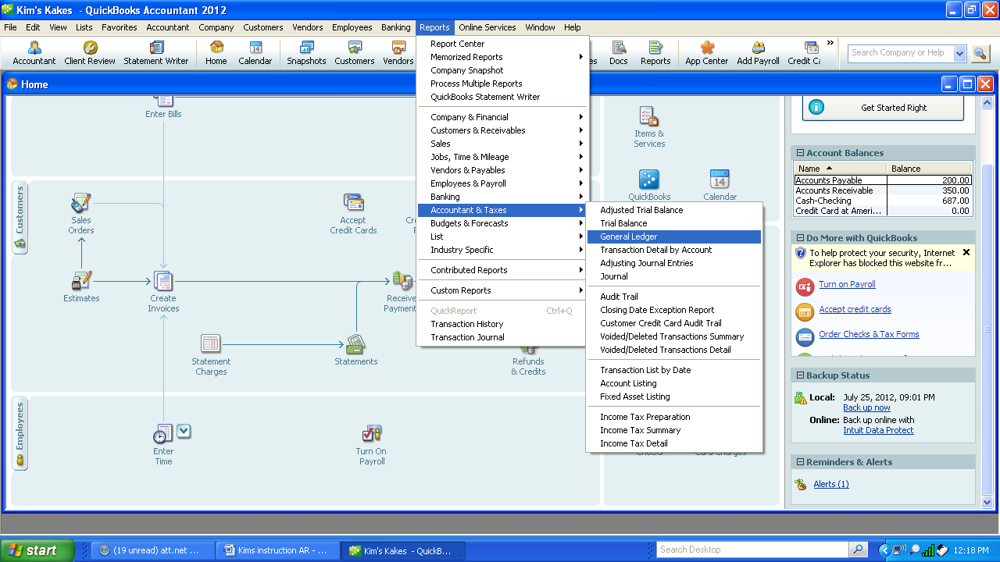 Kim's Kakes - QuickBooks Accountant 2012
File Edit View Lists Favorites Accountant Company Customers Vendors Employees Banking Reports Online Services Window Help
Accountant Client Review Statement Writer Home Calendar Snapshots Customers Vendors Docs Reports App Center Add Payroll Credit Ca
Search Company or Help
Home
Enter Bills
Customers
Sales
Orders
Accept
Credit Cards
Estimates
Create
Invoices
Receive
Payment
Statement
Charges
Statements
Refunds
& Credits
Employees
Enter
Time
Turn On
Payroll
Report Center
Memorized Reports
Company Snapshot
Process Multiple Reports
QuickBooks Statement Writer
Company & Financial
Customers & Receivables
Sales
Jobs, Time & Mileage
Vendors & Payables
Employees & Payroll
Banking
Accountant & Taxes
Budgets & Forecasts
List
Industry Specific
Contributed Reports
Custom Reports
QuickReport Ctrl+Q
Transaction History
Transaction Journal
Adjusted Trial Balance
Trial Balance
General Ledger
Transaction Detail by Account
Adjusting Journal Entries
Journal
Audit Trail
Closing Date Exception Report
Customer Credit Card Audit Trail
Voided/Deleted Transactions Summary
Voided/Deleted Transactions Detail
Transaction List by Date
Account Listing
Fixed Asset Listing
Income Tax Preparation
Income Tax Summary
Income Tax Detail
Items &
Services
QuickBooks
14
Calendar
Get Started Right
Account Balances
Name Balance
Accounts Payable 200.00
Accounts Receivable 350.00
Cash-Checking 687.00
Credit Card at Ameri... 0.00
Do More with QuickBooks
To help protect your security, Internet
Explorer has blocked this website fr...
Turn on Payroll
Accept credit cards
Order Checks & Tax Forms
Backup Status
Local: July 25, 2012, 09:01 PM
Back up now
Online: Back up online with
Intuit Data Protect
Reminders & Alerts
Alerts (1)
start (19 unread) att.net ... Kims instruction AR - ... Kim's Kakes - QuickB... Search Desktop 12:18 PM